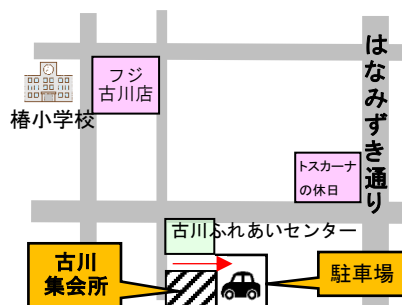 フジ
古川店
椿小学校
はなみずき通り
トスカーナ
の休日
古川ふれあいセンター
古川
集会所
駐車場